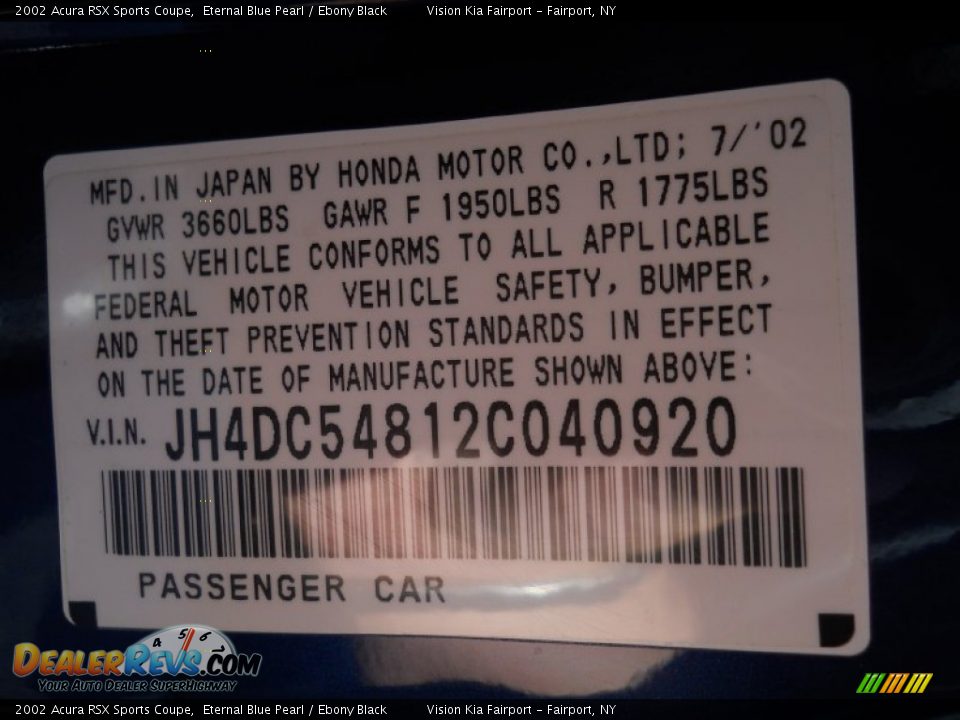 2002 Acura RSX Sports Coupe,  Eternal Blue Pearl / Ebony Black   Vision Kia Fairport - Fairport, NY
MFD. IN JAPAN BY HONDA MOTOR CO.,LTD; 7/'02
GVWR 3660LBS GAWR F 1950LBS R 1775LBS
THIS VEHICLE CONFORMS TO ALL APPLICABLE
FEDERAL MOTOR VEHICLE SAFETY, BUMPER,
AND THEFT PREVENTION STANDARDS IN EFFECT
ON THE DATE OF MANUFACTURE SHOWN ABOVE:
V.I.N. JH4DC54812C040920
PASSENGER CAR
4 5 6
DEALERREVS.COM
YOUR AUTO DEALER SUPERHIGHWAY
2002 Acura RSX Sports Coupe,  Eternal Blue Pearl / Ebony Black   Vision Kia Fairport - Fairport, NY